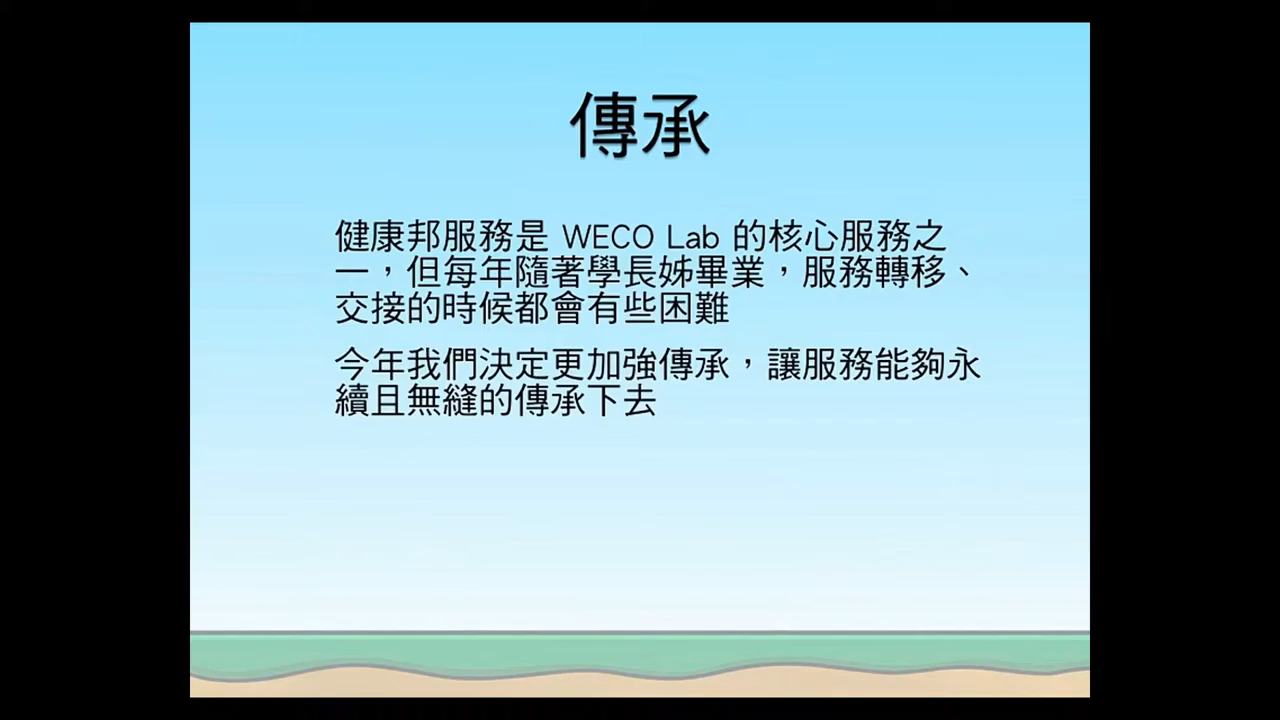 傳承
健康邦服務是 WECO Lab 的核心服務之
一，但每年隨著學長姊畢業，服務轉移、
交接的時候都會有些困難
今年我們決定更加強傳承，讓服務能夠永
續且無縫的傳承下去